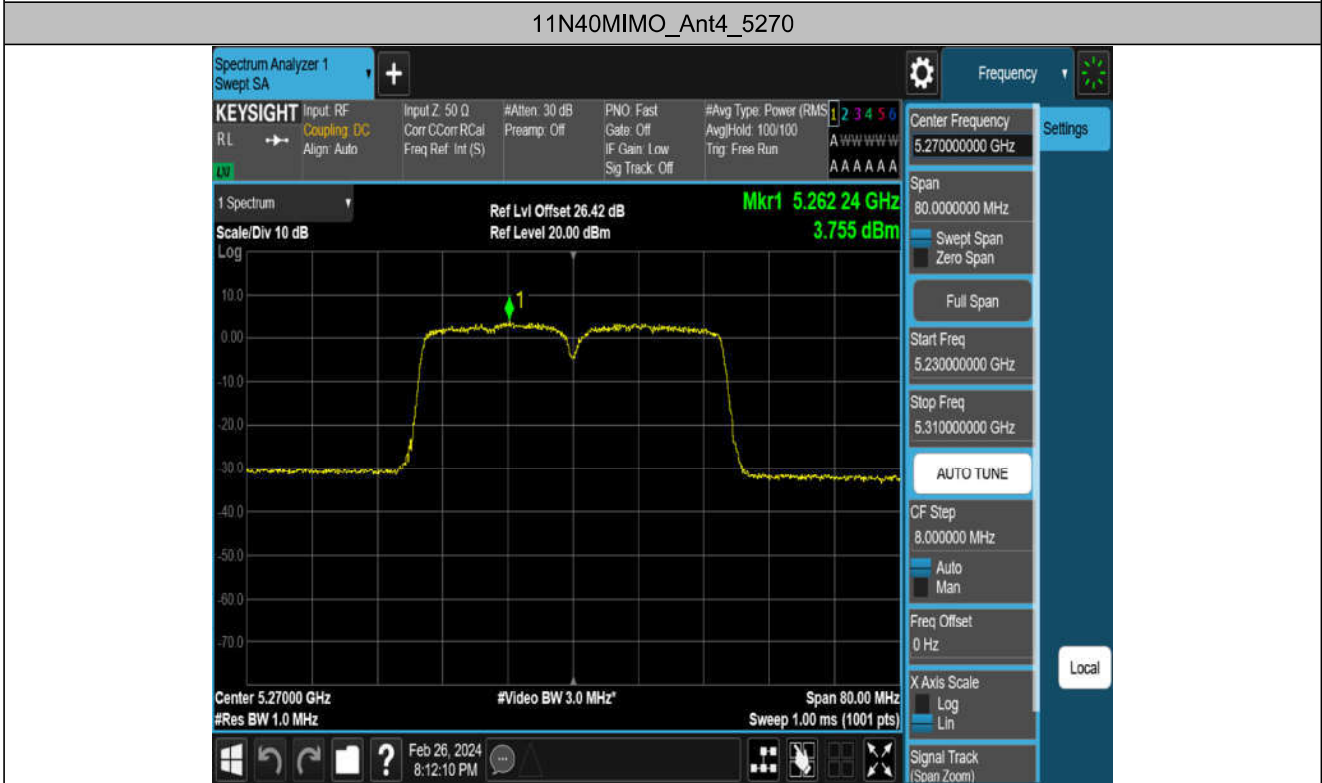 11N40MIMO_Ant4_5270
Spectrum Analyzer 1
Swept SA
+
Frequency
KEYSIGHT
RL
LXI
Input: RF
Coupling: DC
Align: Auto
Input Z: 50 Ω
Corr CCorr RCal
Freq Ref: Int (S)
#Atten: 30 dB
Preamp: Off
PNO: Fast
Gate: Off
IF Gain: Low
Sig Track: Off
#Avg Type: Power (RMS
Avg|Hold: 100/100
Trig: Free Run
1 2 3 4 5 6
A W W W W W
A A A A A A
Center Frequency
5.270000000 GHz
Settings
1 Spectrum
Scale/Div 10 dB
Log
Ref Lvl Offset 26.42 dB
Ref Level 20.00 dBm
Mkr1 5.262 24 GHz
3.755 dBm
Span
80.0000000 MHz
Swept Span
Zero Span
Full Span
Start Freq
5.230000000 GHz
Stop Freq
5.310000000 GHz
AUTO TUNE
CF Step
8.000000 MHz
Auto
Man
Freq Offset
0 Hz
X Axis Scale
Log
Lin
Signal Track
(Span Zoom)
Local
1
10.0
0.00
-10.0
-20.0
-30.0
-40.0
-50.0
-60.0
-70.0
Center 5.27000 GHz
#Res BW 1.0 MHz
#Video BW 3.0 MHz*
Span 80.00 MHz
Sweep 1.00 ms (1001 pts)
?
Feb 26, 2024
8:12:10 PM